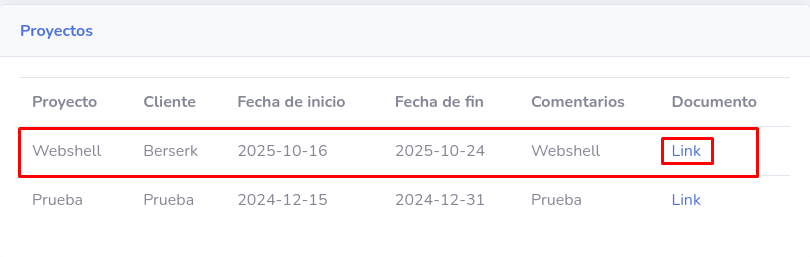 Proyectos
Proyecto Cliente Fecha de inicio Fecha de fin Comentarios Documento
Webshell Berserk 2025-10-16 2025-10-24 Webshell Link
Prueba Prueba 2024-12-15 2024-12-31 Prueba Link